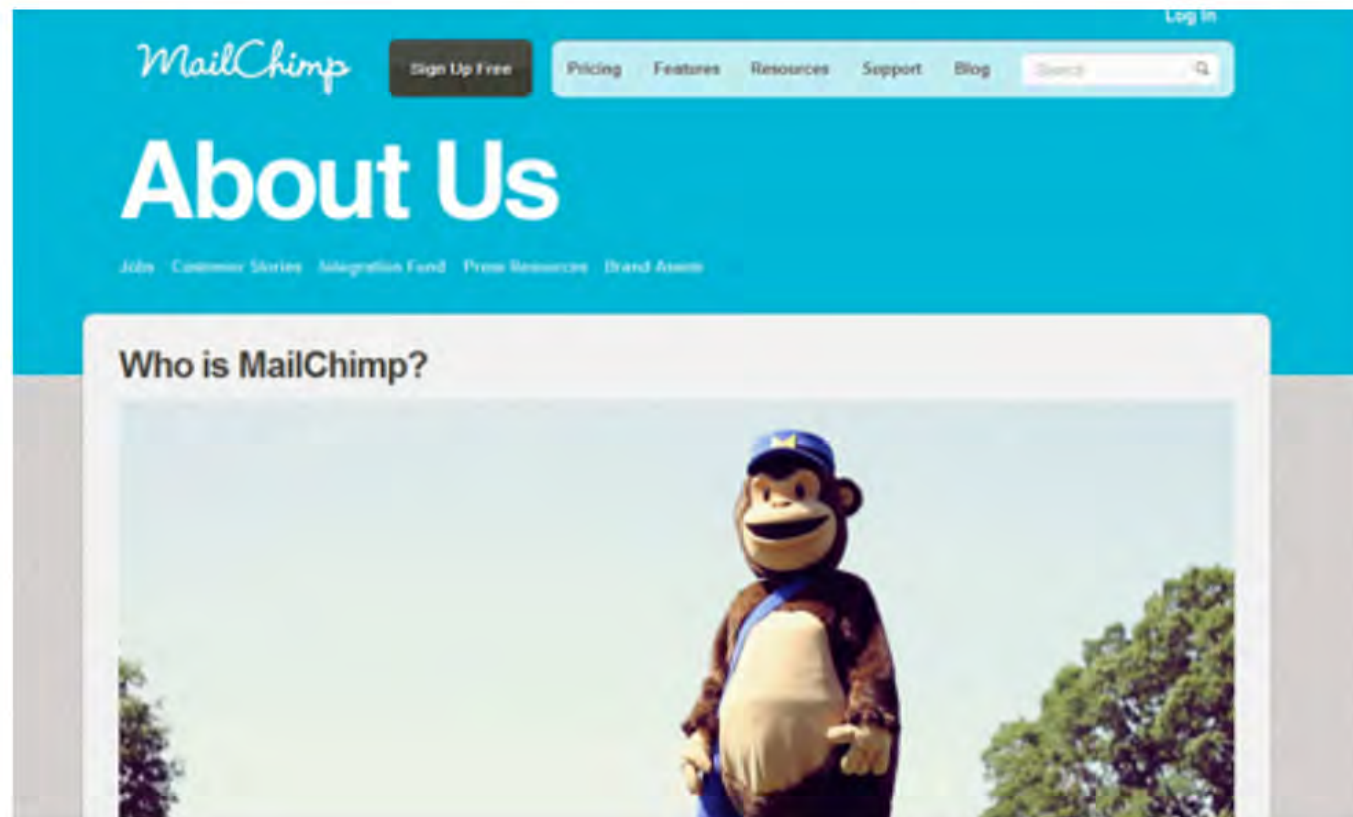 Log In
MailChimp
Sign Up Free
Pricing Features Resources Support Blog Search
About Us
Jobs Customer Stories Integration Fund Press Resources Brand Assets
Who is MailChimp?